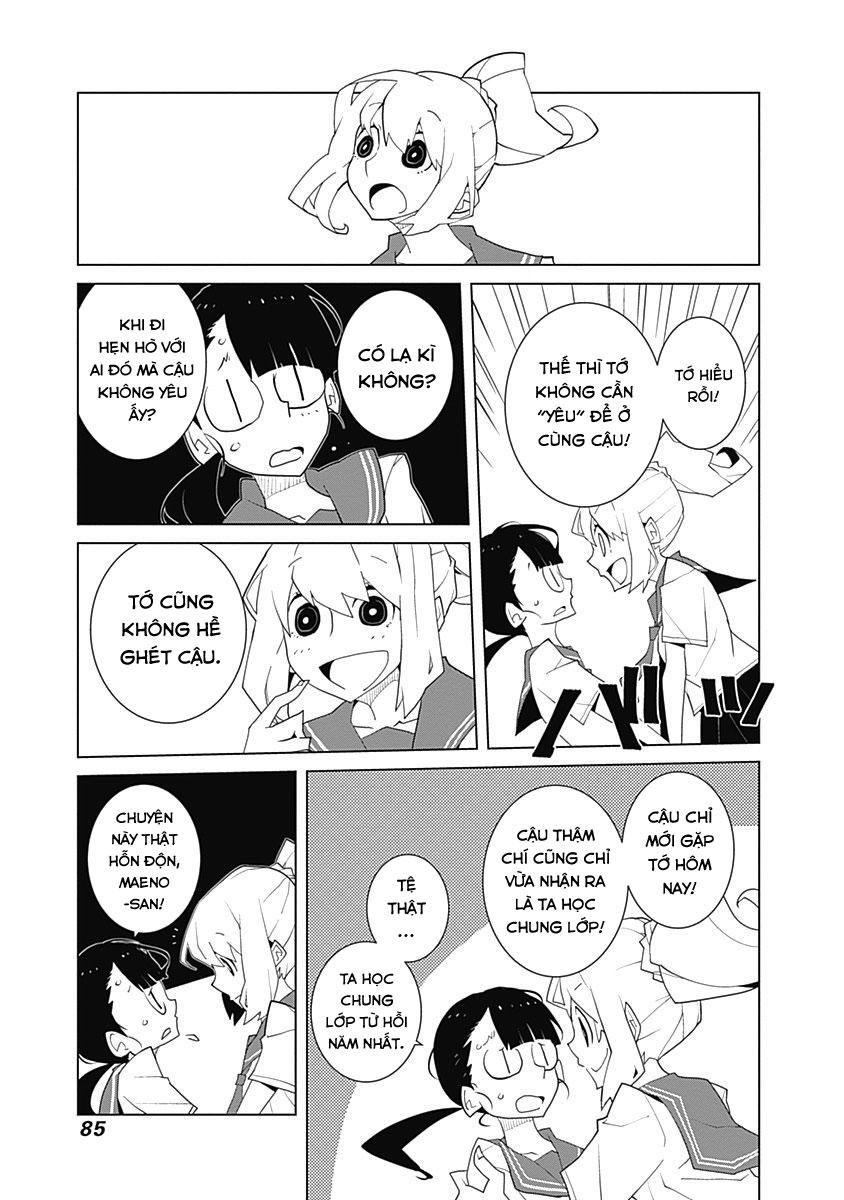 TỚ HIỂU
RỒI!
THẾ THÌ TỚ
KHÔNG CẦN
“YÊU” ĐỂ Ở
CÙNG CẬU!
CÓ LẠ KÌ
KHÔNG?
KHI ĐI
HẸN HÒ VỚI
AI ĐÓ MÀ CẬU
KHÔNG YÊU
ẤY?
TỚ CŨNG
KHÔNG HỀ
GHÉT CẬU.
バッ
CẬU CHỈ
MỚI GẶP
TỚ HÔM
NAY!
CẬU THẬM
CHÍ CŨNG CHỈ
VỪA NHẬN RA
LÀ TA HỌC
CHUNG LỚP!
TỆ
THẬT
...
TA HỌC
CHUNG
LỚP TỪ HỒI
NĂM NHẤT.
CHUYỆN
NÀY THẬT
HỖN ĐỘN,
MAENO
-SAN!
85